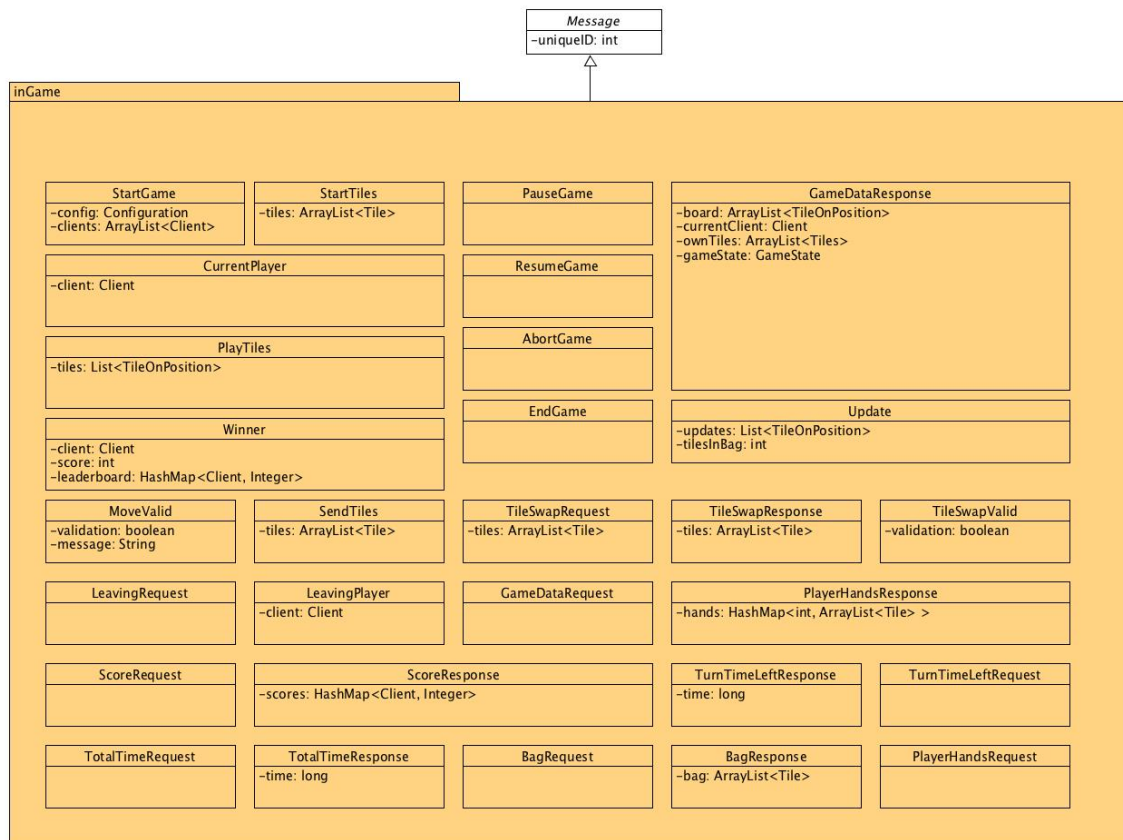 Message
-uniqueID: int
inGame
StartGame
-config: Configuration
-clients: ArrayList<Client>
StartTiles
-tiles: ArrayList<Tile>
PauseGame
GameDataResponse
-board: ArrayList<TileOnPosition>
-currentClient: Client
-ownTiles: ArrayList<Tiles>
-gameState: GameState
CurrentPlayer
-client: Client
ResumeGame
AbortGame
PlayTiles
-tiles: List<TileOnPosition>
EndGame
Update
-updates: List<TileOnPosition>
-tilesInBag: int
Winner
-client: Client
-score: int
-leaderboard: HashMap<Client, Integer>
MoveValid
-validation: boolean
-message: String
SendTiles
-tiles: ArrayList<Tile>
TileSwapRequest
-tiles: ArrayList<Tile>
TileSwapResponse
-tiles: ArrayList<Tile>
TileSwapValid
-validation: boolean
LeavingRequest
LeavingPlayer
-client: Client
GameDataRequest
PlayerHandsResponse
-hands: HashMap<int, ArrayList<Tile> >
ScoreRequest
ScoreResponse
-scores: HashMap<Client, Integer>
TurnTimeLeftResponse
-time: long
TurnTimeLeftRequest
TotalTimeRequest
TotalTimeResponse
-time: long
BagRequest
BagResponse
-bag: ArrayList<Tile>
PlayerHandsRequest